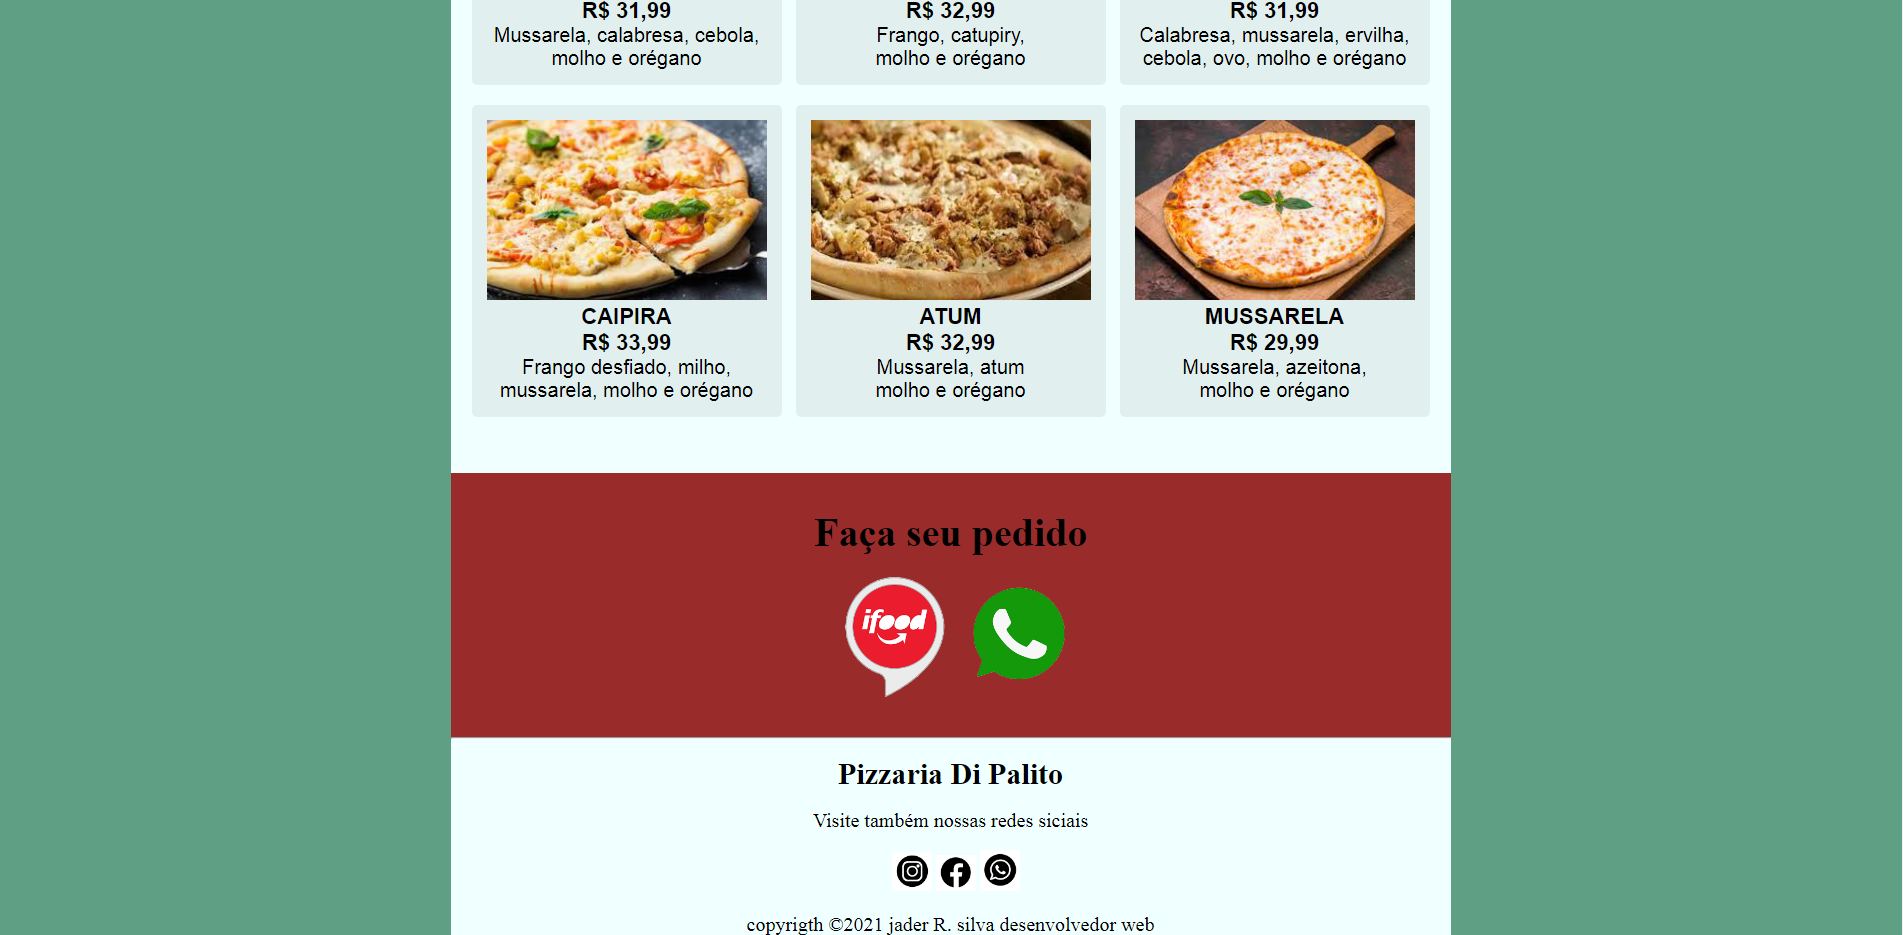 R$ 31,99
Mussarela, calabresa, cebola,
molho e orégano
R$ 32,99
Frango, catupiry,
molho e orégano
R$ 31,99
Calabresa, mussarela, ervilha,
cebola, ovo, molho e orégano
CAIPIRA
R$ 33,99
Frango desfiado, milho,
mussarela, molho e orégano
ATUM
R$ 32,99
Mussarela, atum
molho e orégano
MUSSARELA
R$ 29,99
Mussarela, azeitona,
molho e orégano
Faça seu pedido
ifood
Pizzaria Di Palito
Visite também nossas redes siciais
copyrigth ©2021 jader R. silva desenvolvedor web